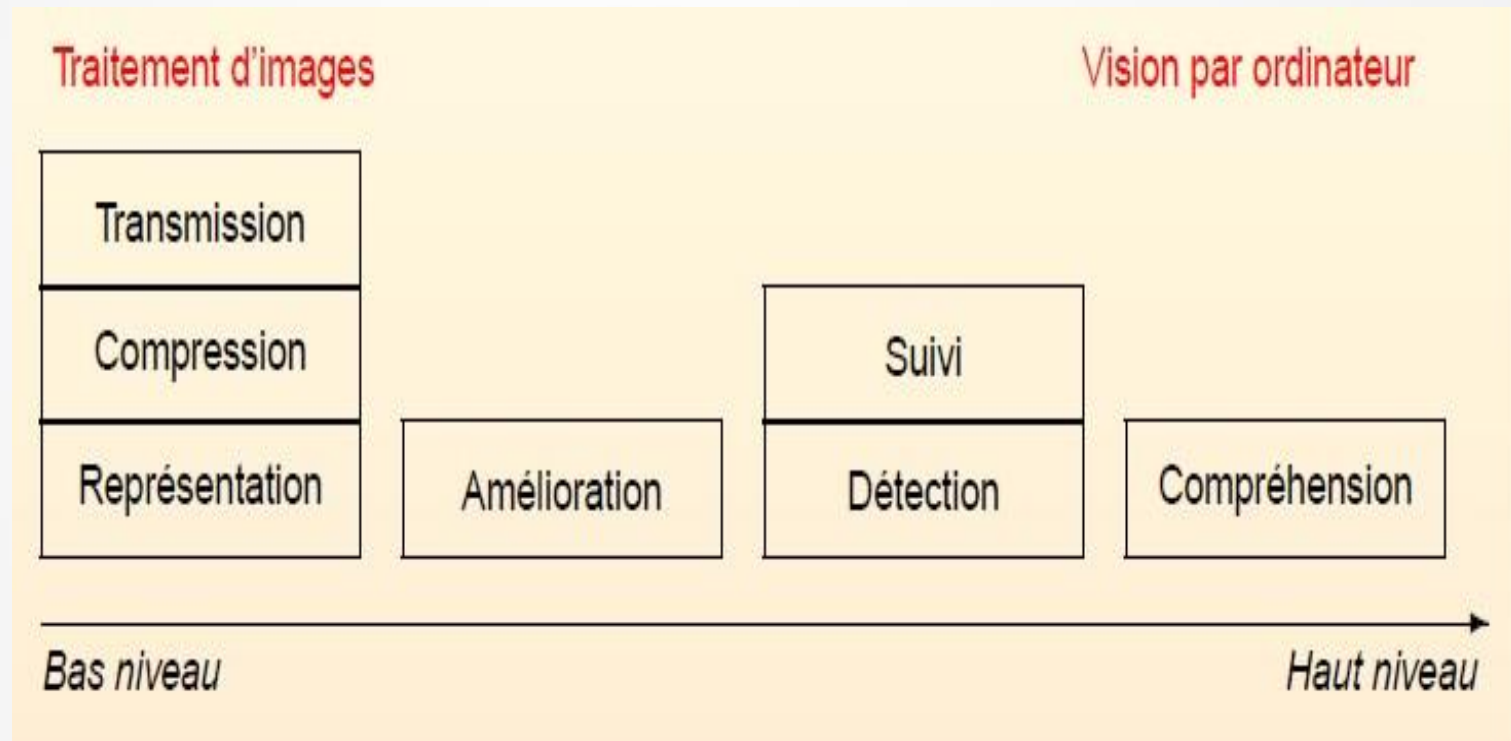 Traitement d'images
Vision par ordinateur
Transmission
Compression
Suivi
Représentation
Amélioration
Détection
Compréhension
Bas niveau
Haut niveau